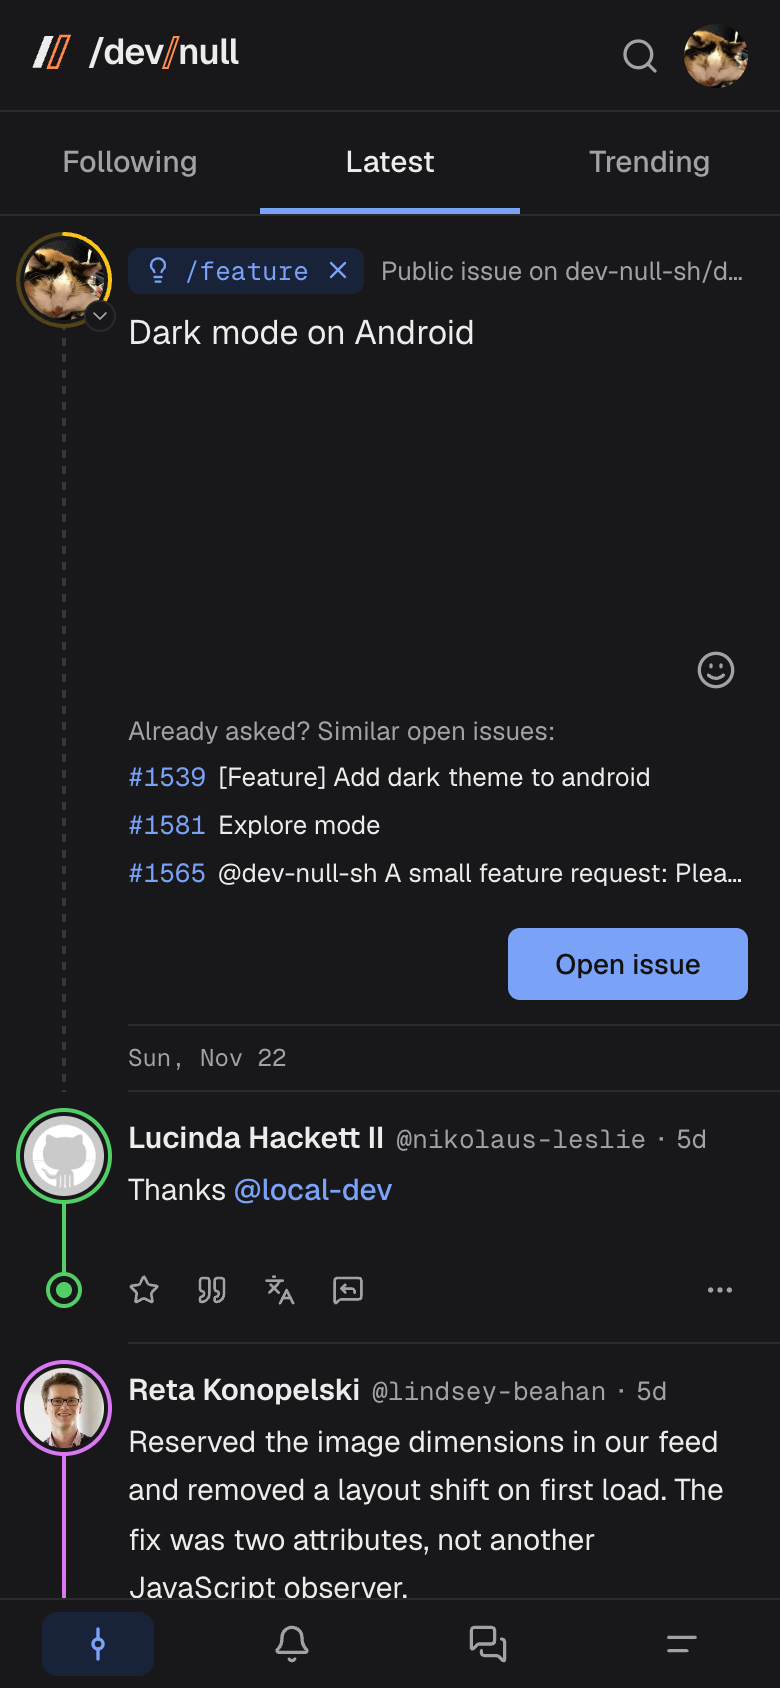 /dev/null
Following
Latest
Trending
/feature
Public issue on dev-null-sh/d...
Dark mode on Android
Already asked? Similar open issues:
#1539 [Feature] Add dark theme to android
#1581 Explore mode
#1565 @dev-null-sh A small feature request: Plea...
Open issue
Sun, Nov 22
Lucinda Hackett II @nikolaus-leslie · 5d
Thanks @local-dev
Reta Konopelski @lindsey-beahan · 5d
Reserved the image dimensions in our feed
and removed a layout shift on first load. The
fix was two attributes, not another
JavaScript observer.